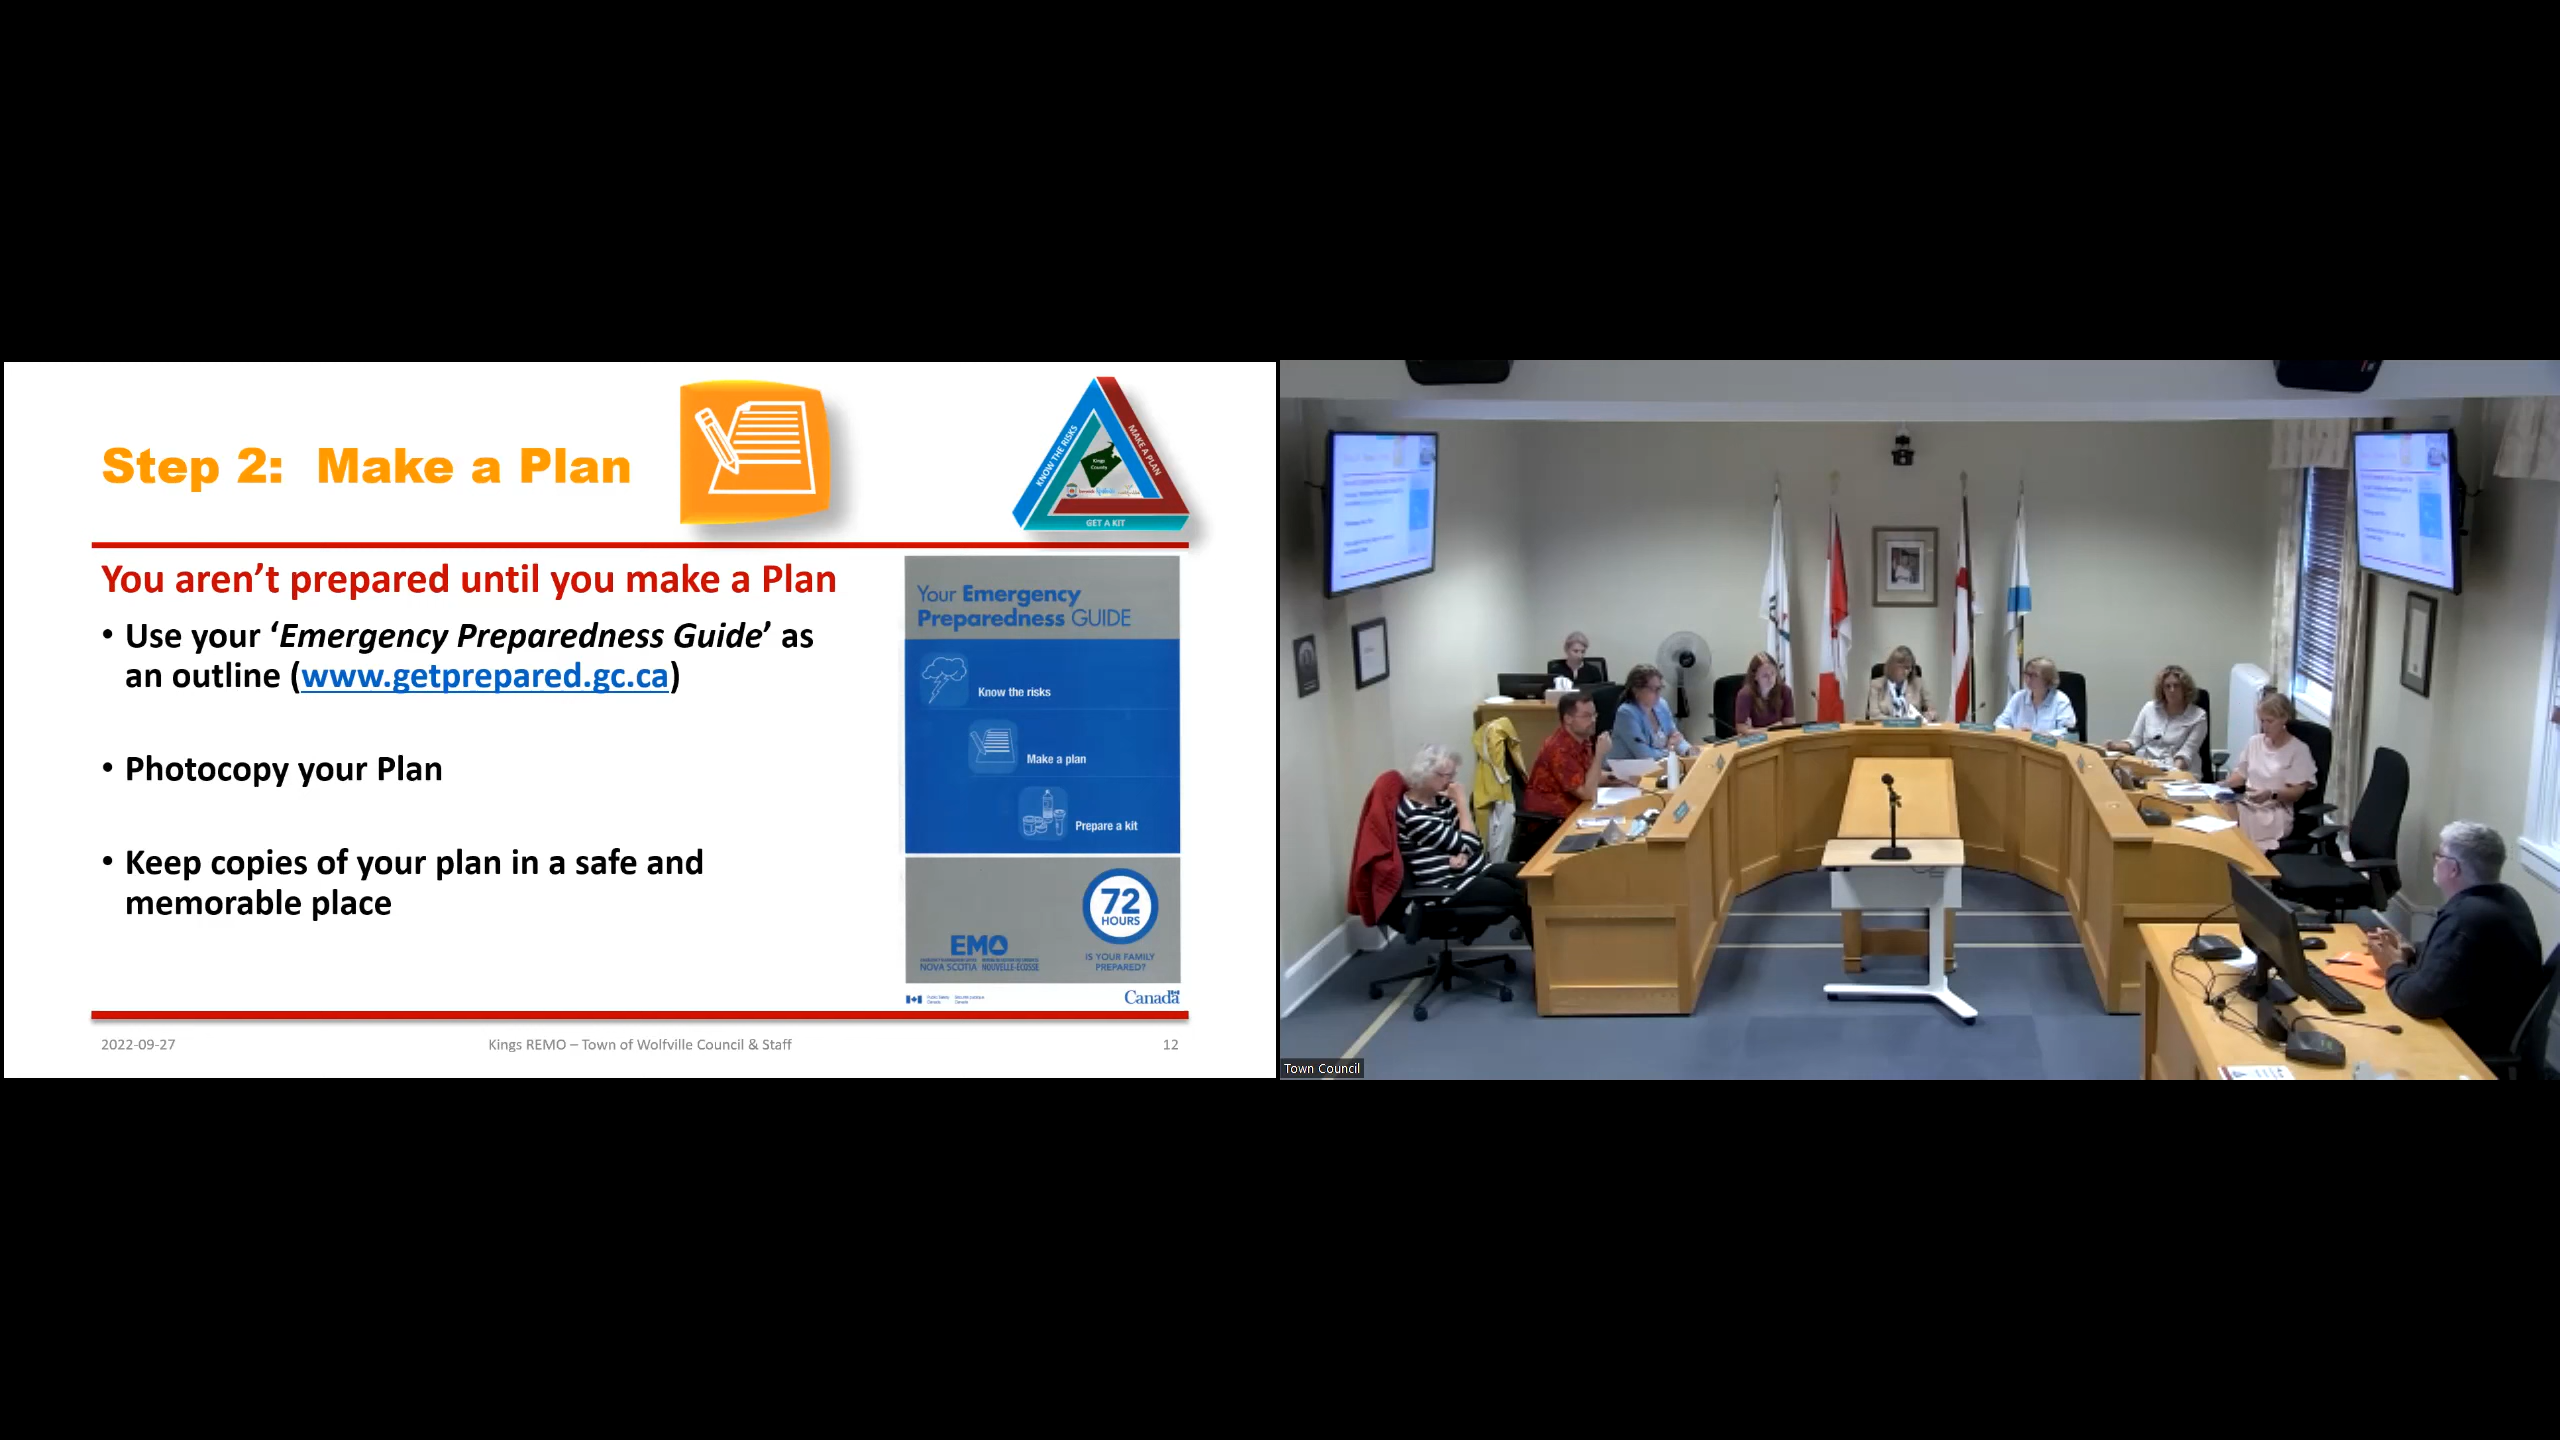 Step 2: Make a Plan
KNOW THE RISKS
MAKE A PLAN
Kings
County
GET A KIT
You aren’t prepared until you make a Plan
• Use your ‘Emergency Preparedness Guide’ as
an outline (www.getprepared.gc.ca)
• Photocopy your Plan
• Keep copies of your plan in a safe and
memorable place
Your Emergency
Preparedness GUIDE
Know the risks
Make a plan
Prepare a kit
72
HOURS
IS YOUR FAMILY
PREPARED?
EMO
NOVA SCOTIA NOUVELLE-ÉCOSSE
Canada
2022-09-27
Kings REMO – Town of Wolfville Council & Staff
12
Town Council